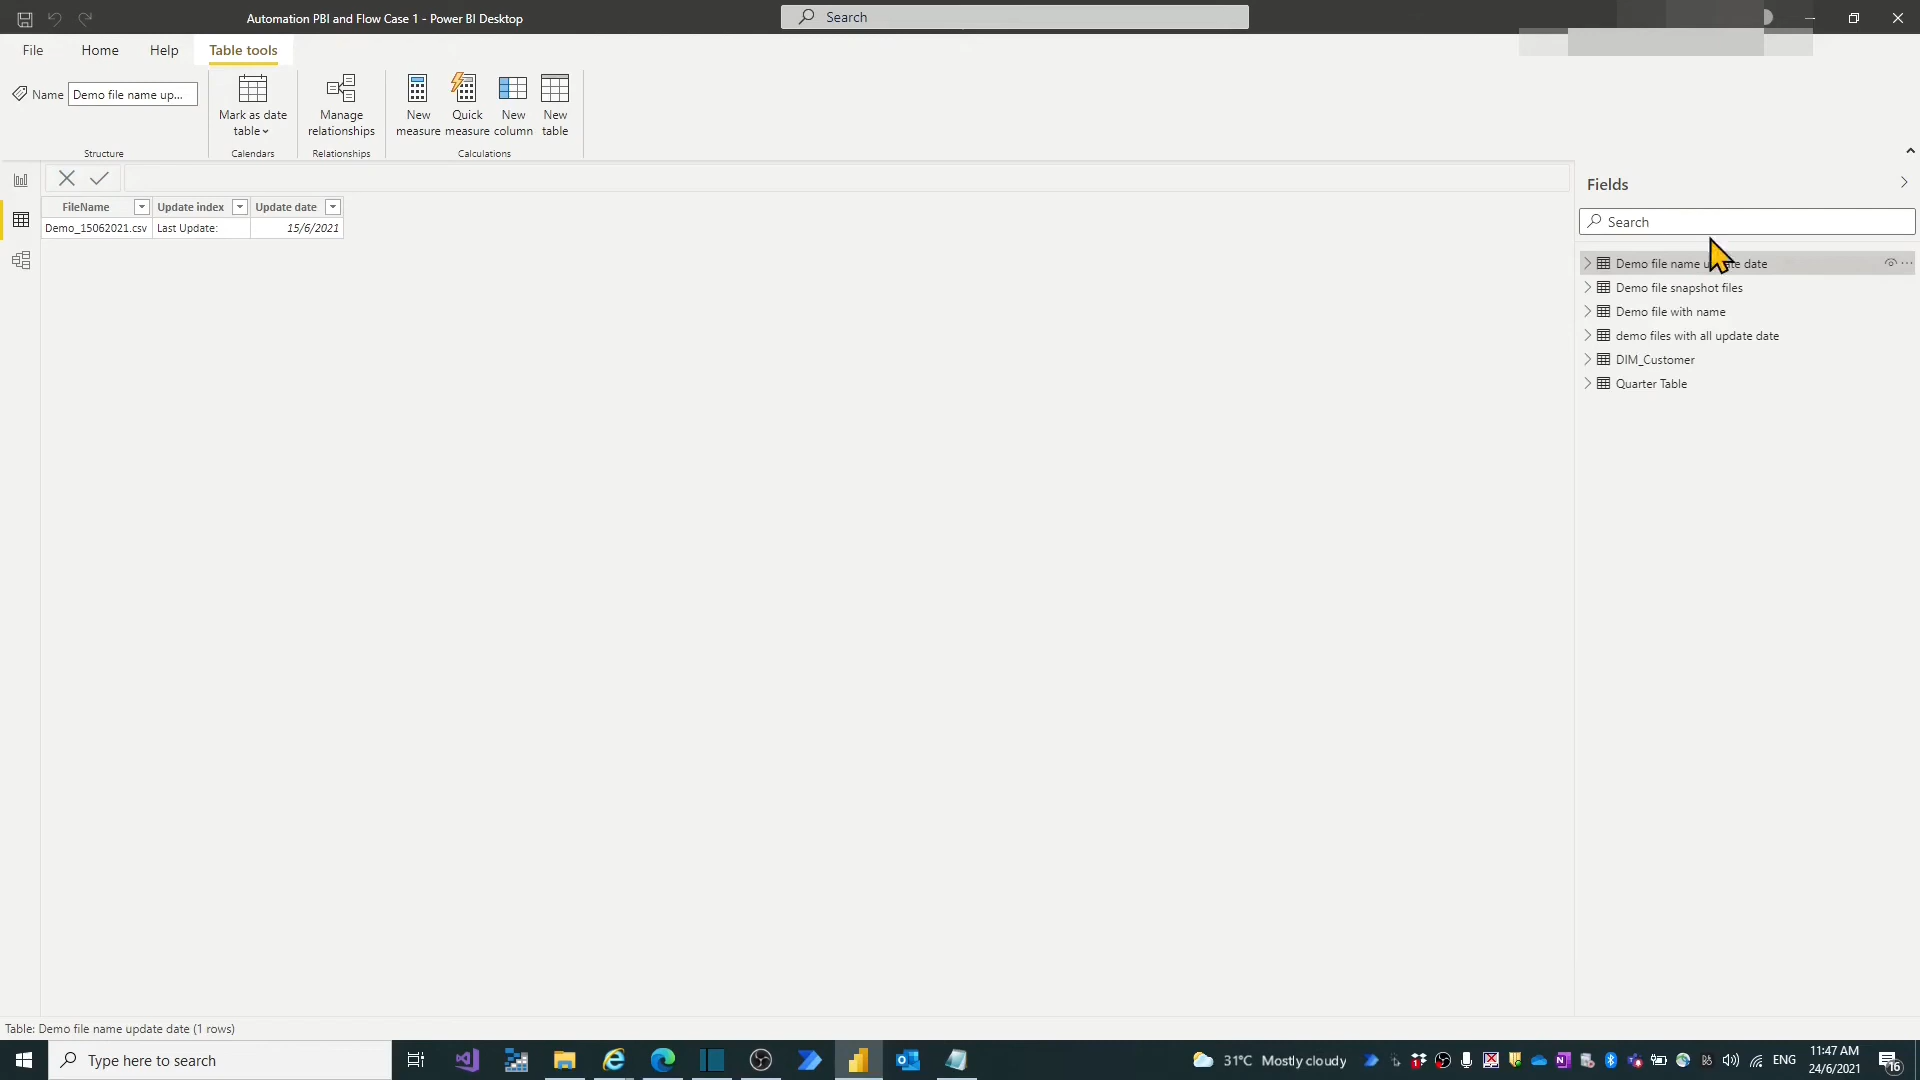 Automation PBI and Flow Case 1 - Power BI Desktop
Search
File
Home
Help
Table tools
Name
Demo file name up...
Mark as date
table
Manage
relationships
New
measure
Quick
measure
New
column
New
table
Structure
Calendars
Relationships
Calculations
Fields
Search
FileName
Update index
Update date
Demo_15062021.csv
Last Update:
15/6/2021
Demo file name update date
Demo file snapshot files
Demo file with name
demo files with all update date
DIM_Customer
Quarter Table
Table: Demo file name update date (1 rows)
Type here to search
31°C Mostly cloudy
ENG
11:47 AM
24/6/2021
16